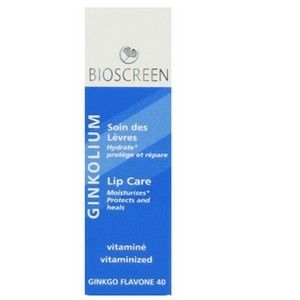 BIOSCREEN
GINKOLIUM
Soin des
Lèvres
Hydrate*
protége et répare
Lip Care
Moisturises*
Protects and
heals
vitaminé
vitaminized
GINKGO FLAVONE 40